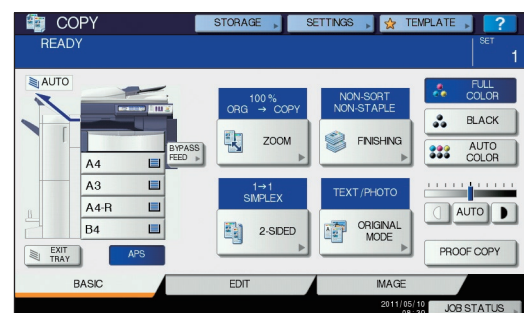 COPY
STORAGE
SETTINGS
TEMPLATE
?
READY
SET
1
AUTO
A4
A3
A4-R
B4
BYPASS
FEED
EXIT
TRAY
APS
100 %
ORG → COPY
ZOOM
NON-SORT
NON-STAPLE
FINISHING
1→1
SIMPLEX
2-SIDED
TEXT/PHOTO
ORIGINAL
MODE
FULL
COLOR
BLACK
AUTO
COLOR
AUTO
PROOF COPY
BASIC
EDIT
IMAGE
2011/05/10
08:30
JOB STATUS